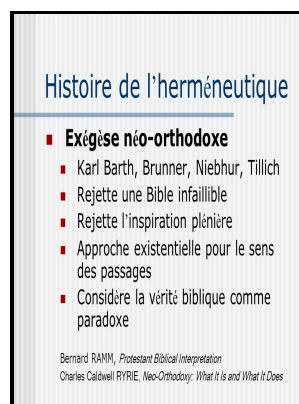 Histoire de l'herméneutique
Exégèse néo-orthodoxe
Karl Barth, Brunner, Niebhur, Tillich
Rejette une Bible infaillible
Rejette l'inspiration plénière
Approche existentielle pour le sens
des passages
Considère la vérité biblique comme
paradoxe
Bernard RAMM, Protestant Biblical Interpretation
Charles Caldwell RYRIE, Neo-Orthodoxy: What It Is and What It Does